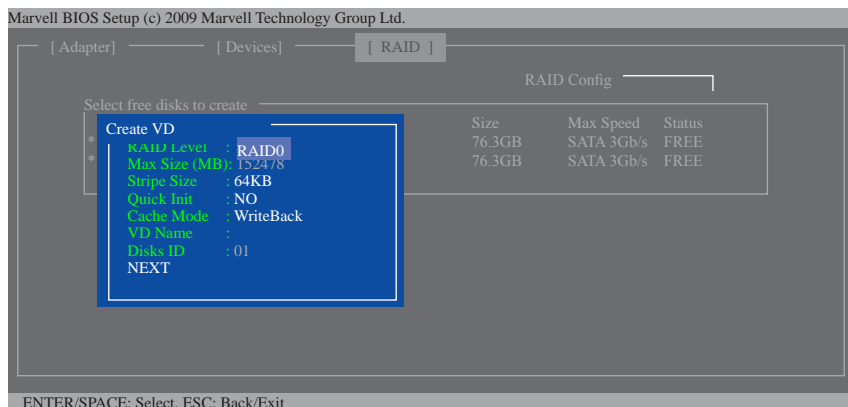 Marvell BIOS Setup (c) 2009 Marvell Technology Group Ltd.
[ Adapter] [ Devices] [ RAID ]
RAID Config
Select free disks to create
Size Max Speed Status
* 76.3GB SATA 3Gb/s FREE
* 76.3GB SATA 3Gb/s FREE
Create VD
RAID Level : RAID0
Max Size (MB): 152478
Stripe Size : 64KB
Quick Init : NO
Cache Mode : WriteBack
VD Name :
Disks ID : 01
NEXT
ENTER/SPACE: Select, ESC: Back/Exit